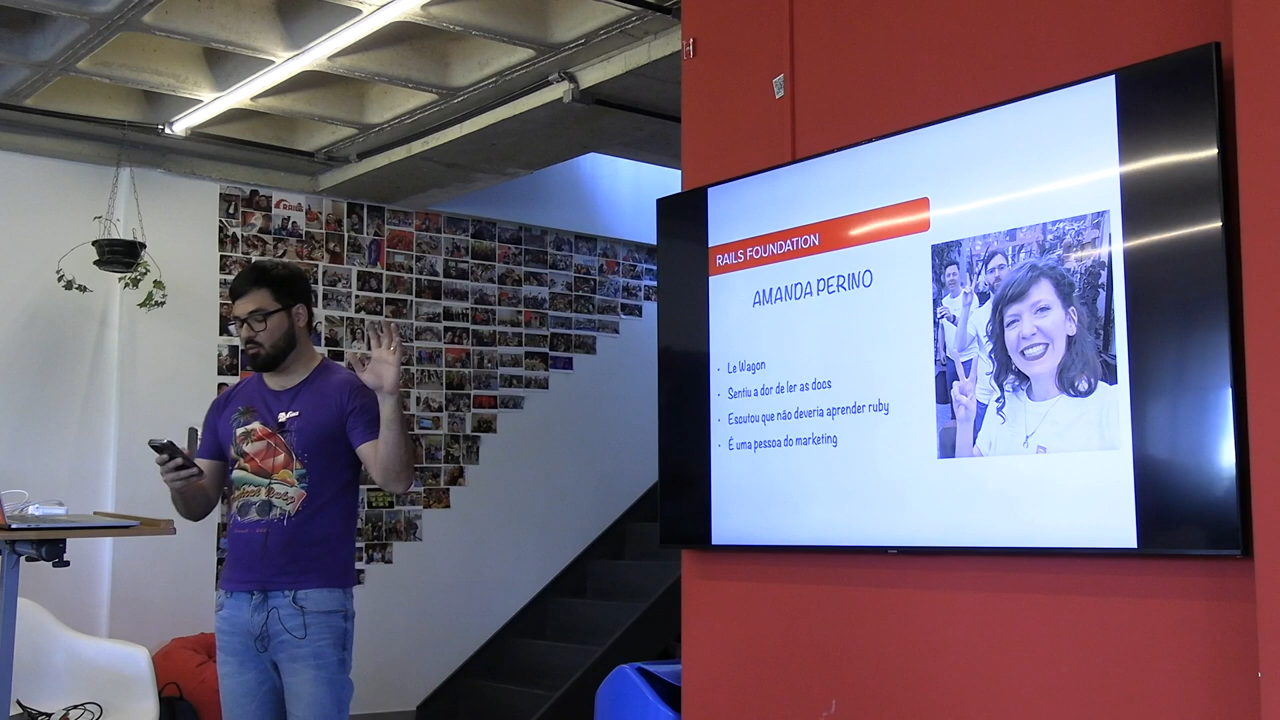 RAILS FOUNDATION
AMANDA PERINO
• Le Wagon
• Sentiu a dor de ler as docs
• Escutou que não deveria aprender ruby
• É uma pessoa do marketing